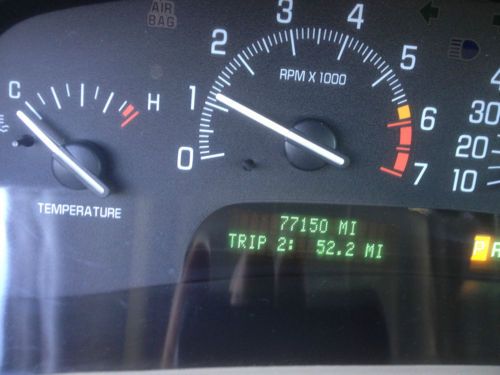 AIR
BAG
C
H
TEMPERATURE
0
1
2
3
4
5
6
7
RPM X 1000
4
30
20
10
77150 MI
TRIP 2: 52.2 MI
P R